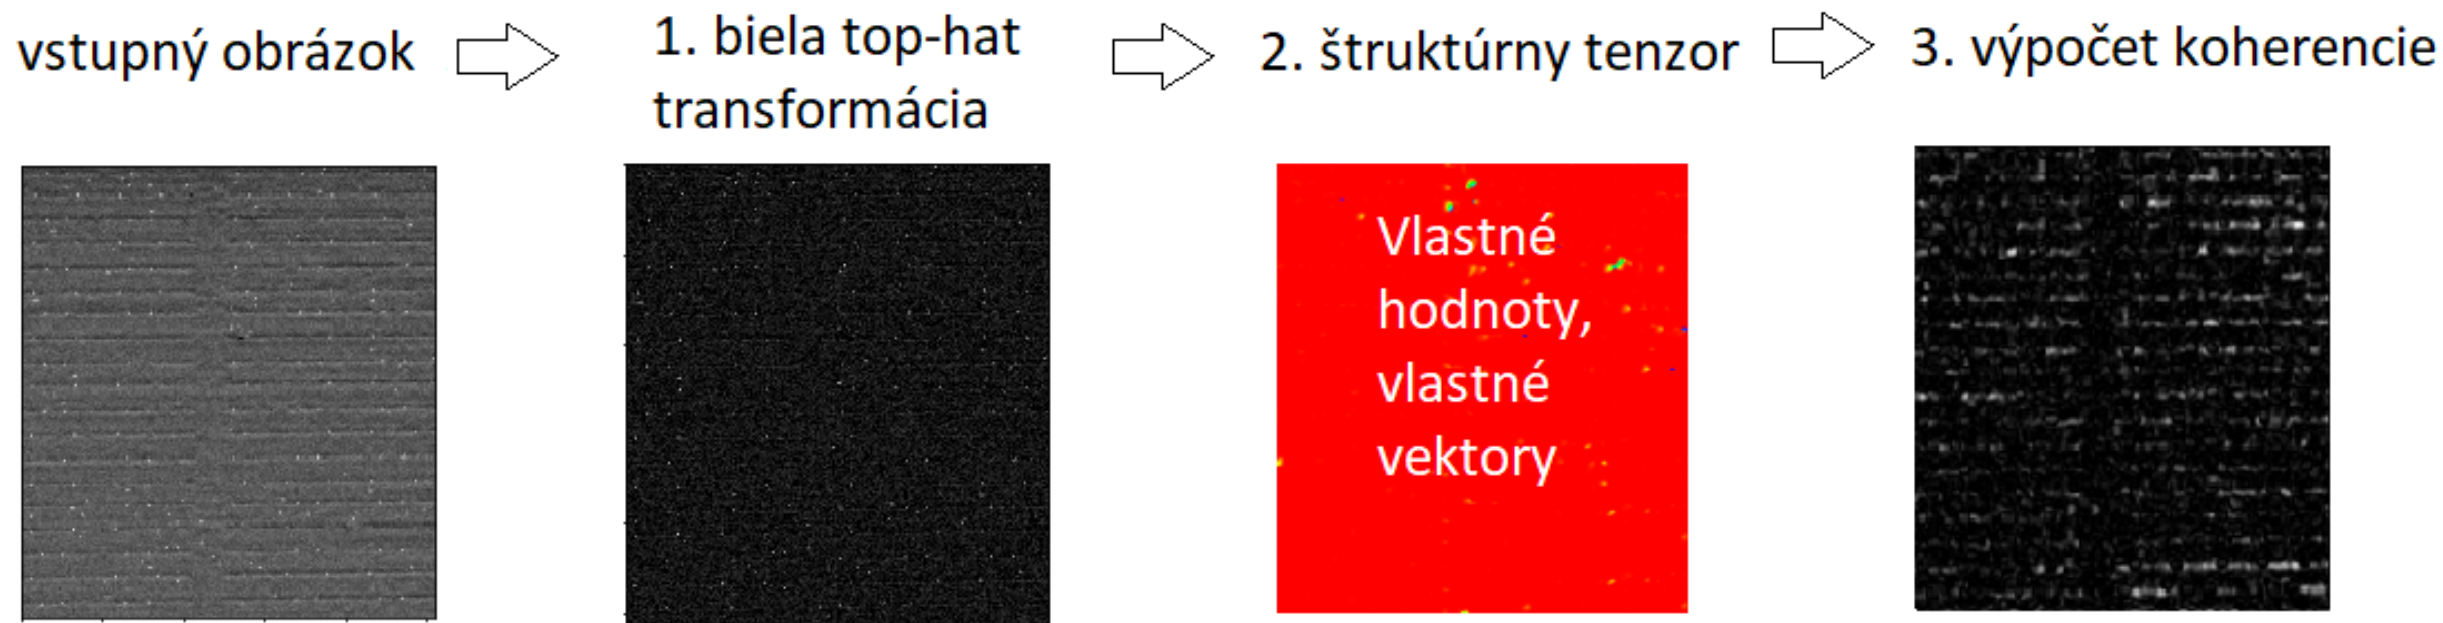 vstupný obrázok
1. biela top-hat
transformácia
2. štruktúrny tenzor
3. výpočet koherencie
Vlastné
hodnoty,
vlastné
vektory